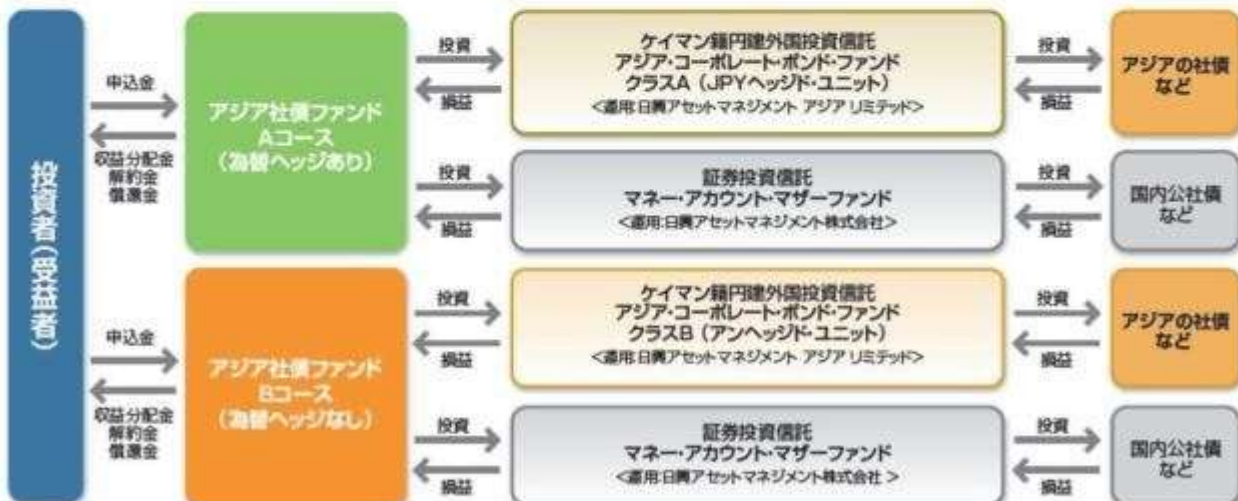 投資者(受益者)
申込金
収益分配金
解約金
償還金
アジア社債ファンド
Aコース
(為替ヘッジあり)
投資
損益
ケイマン籍円建外国投資信託
アジア・コーポレート・ボンド・ファンド
クラスA(JPYヘッジド・ユニット)
<運用:日興アセットマネジメント アジア リミテッド>
投資
損益
アジアの社債
など
投資
損益
証券投資信託
マネー・アカウント・マザーファンド
<運用:日興アセットマネジメント株式会社>
投資
損益
国内公社債
など
申込金
収益分配金
解約金
償還金
アジア社債ファンド
Bコース
(為替ヘッジなし)
投資
損益
ケイマン籍円建外国投資信託
アジア・コーポレート・ボンド・ファンド
クラスB(アンヘッジド・ユニット)
<運用:日興アセットマネジメント アジア リミテッド>
投資
損益
アジアの社債
など
投資
損益
証券投資信託
マネー・アカウント・マザーファンド
<運用:日興アセットマネジメント株式会社 >
投資
損益
国内公社債
など